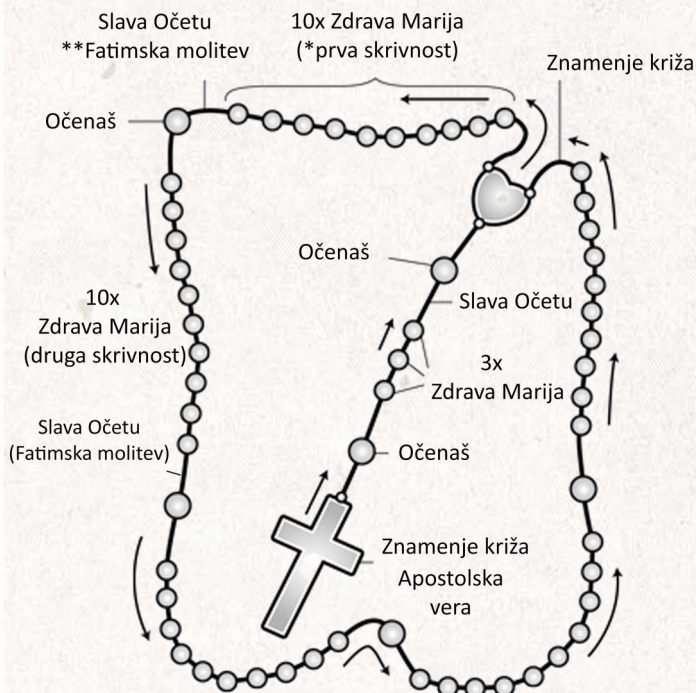 Slava Očetu
**Fatimska molitev
10x Zdrava Marija
(*prva skrivnost)
Znamenje križa
Očenaš
Očenaš
Slava Očetu
10x
Zdrava Marija
(druga skrivnost)
3x
Zdrava Marija
Slava Očetu
(Fatimska molitev)
Očenaš
Znamenje križa
Apostolska
vera